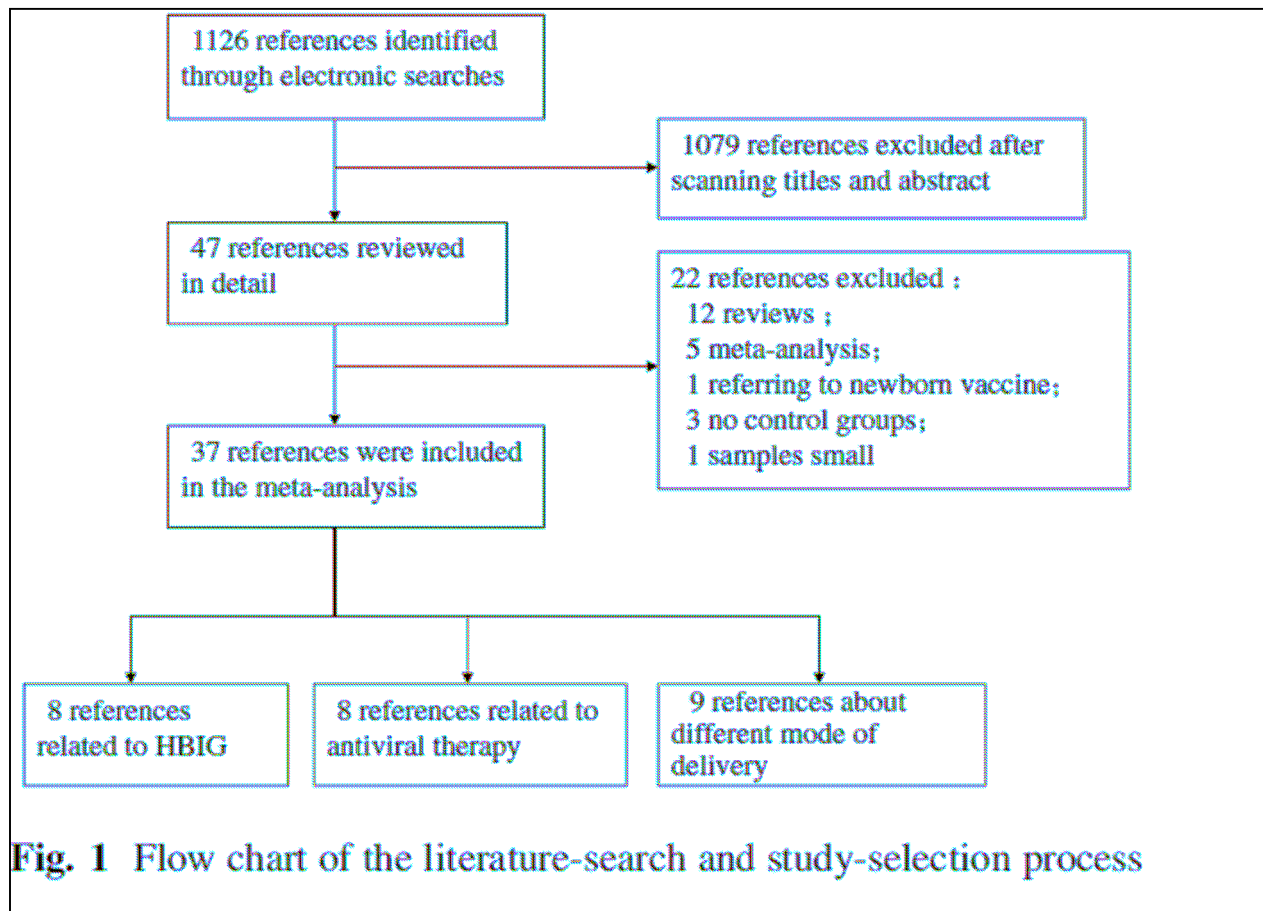 1126 references identified
through electronic searches
1079 references excluded after
scanning titles and abstract
47 references reviewed
in detail
22 references excluded :
12 reviews ;
5 meta-analysis;
1 referring to newborn vaccine;
3 no control groups;
1 samples small
37 references were included
in the meta-analysis
8 references
related to HBIG
8 references related to
antiviral therapy
9 references about
different mode of
delivery
Fig. 1 Flow chart of the literature-search and study-selection process